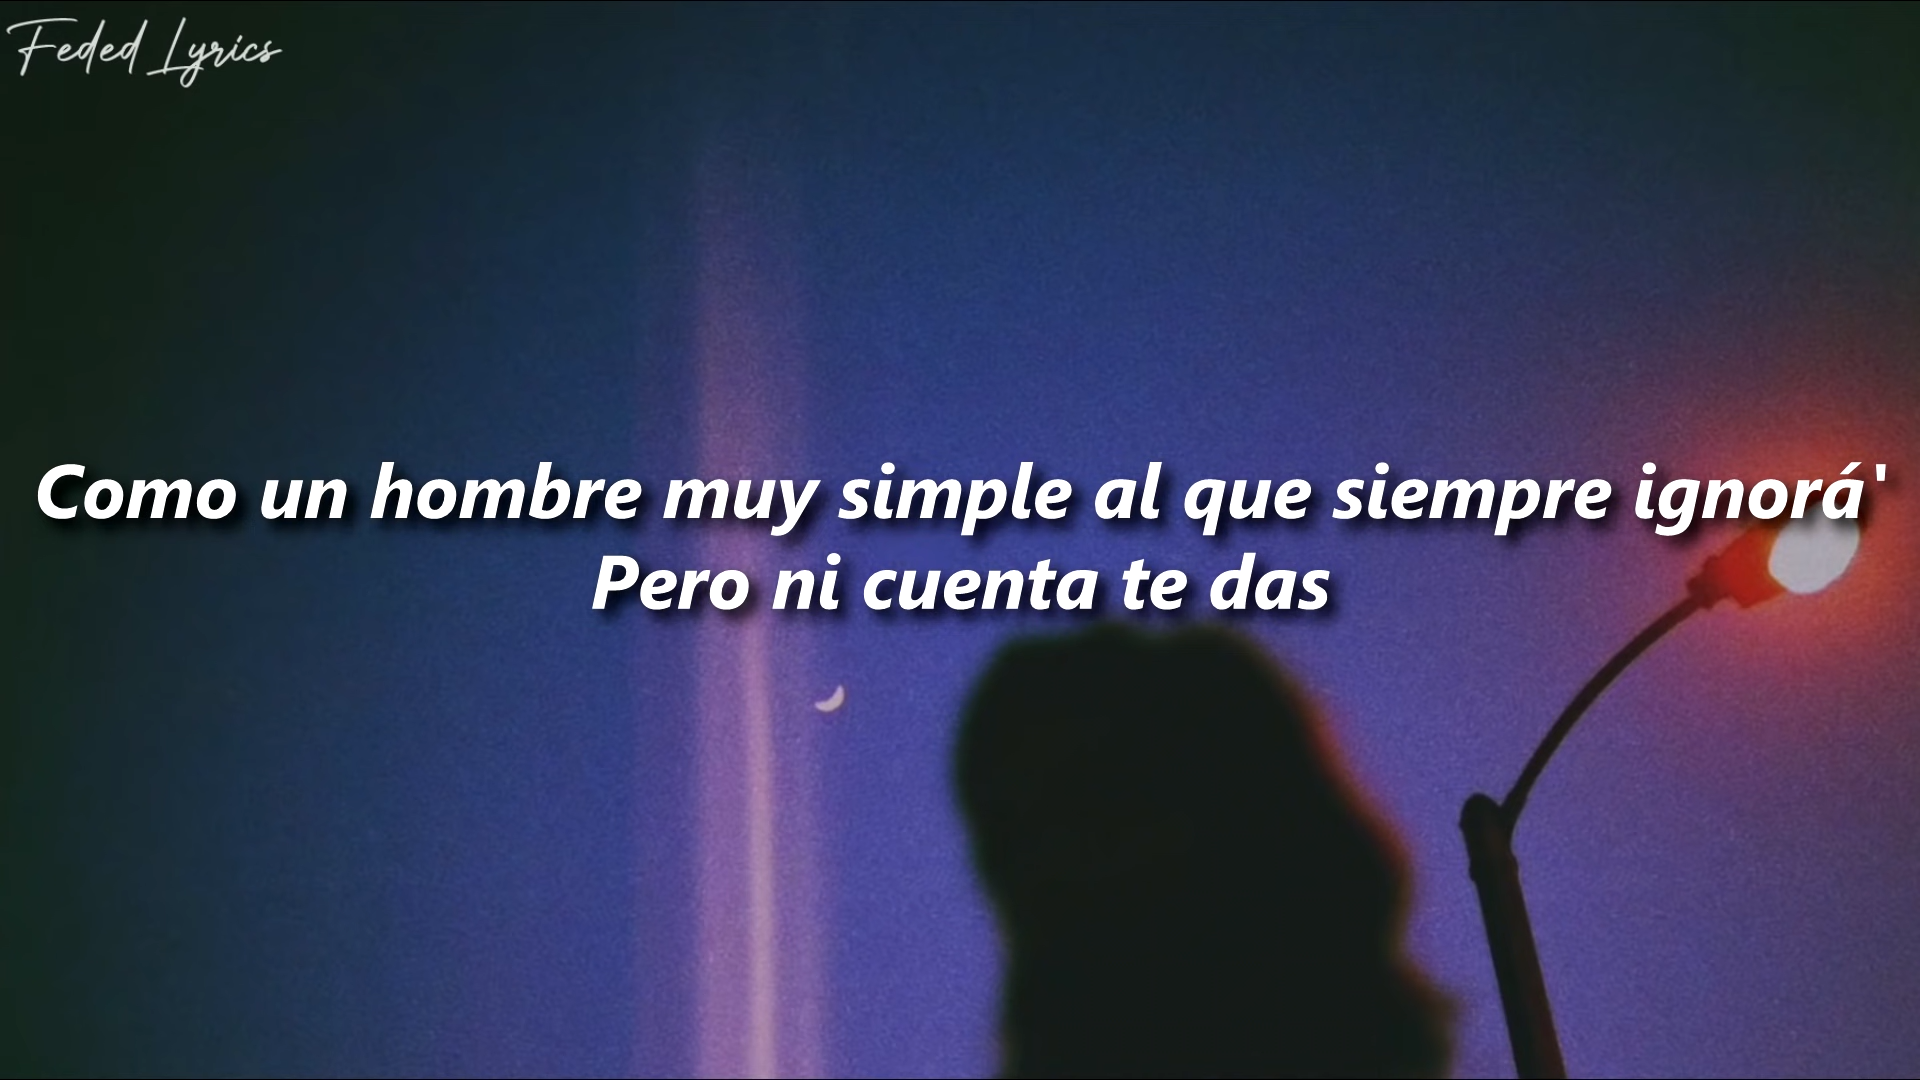 Feded Lyrics
Como un hombre muy simple al que siempre ignorá'
Pero ni cuenta te das